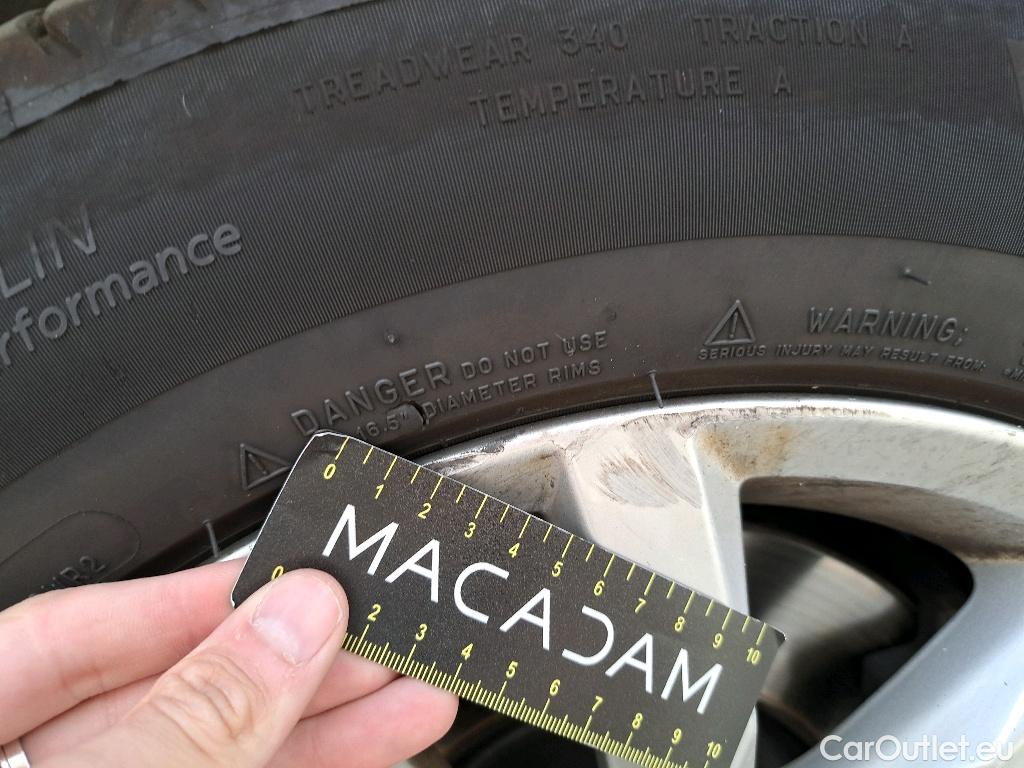 TREADWEAR 340 TRACTION A
TEMPERATURE A
LIN
rformance
DANGER DO NOT USE
16.5" DIAMETER RIMS
WARNING;
SERIOUS INJURY MAY RESULT FROM:
0 1 2 3 4 5 6 7 8 9 10
MACADAM
0 2 3 4 5 6 7 8 9 10
CarOutlet.eu